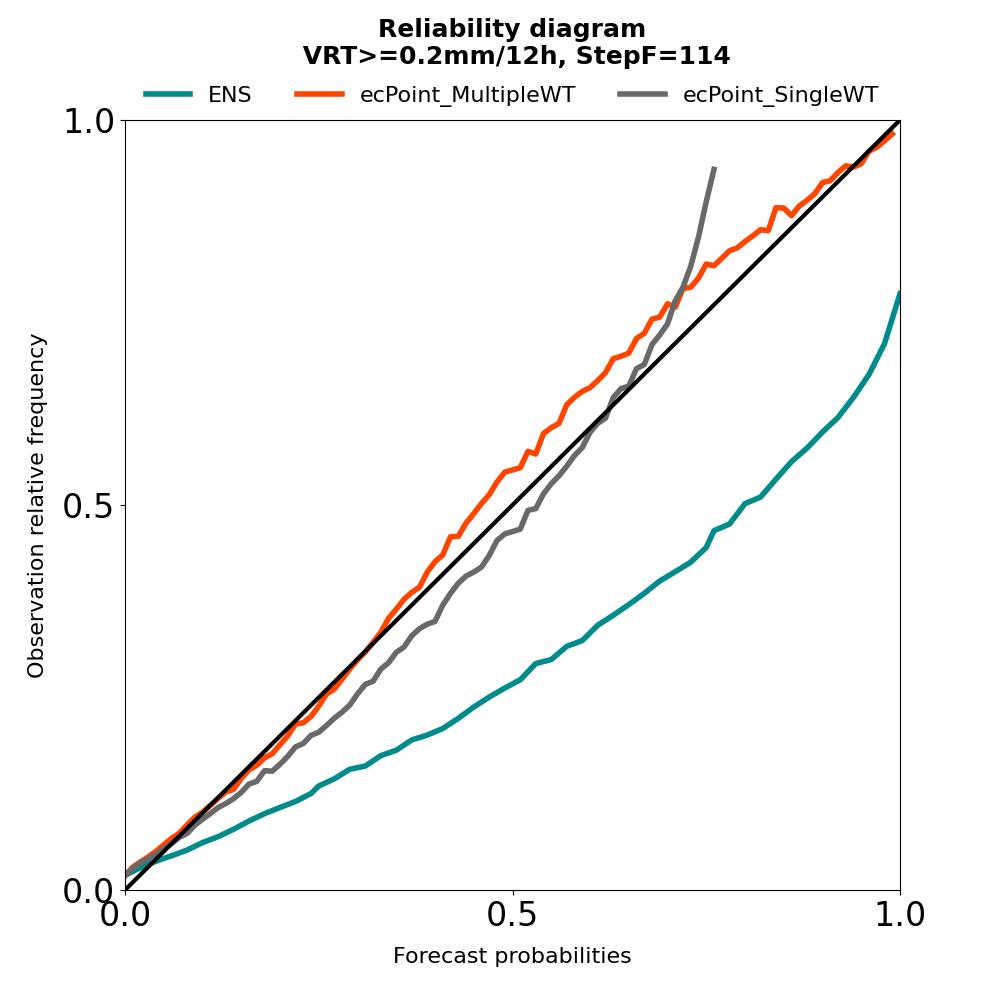 Reliability diagram
VRT>=0.2mm/12h, StepF=114
ENS ecPoint_MultipleWT ecPoint_SingleWT
1.0
0.5
0.0
0.0 0.5 1.0
Observation relative frequency
Forecast probabilities